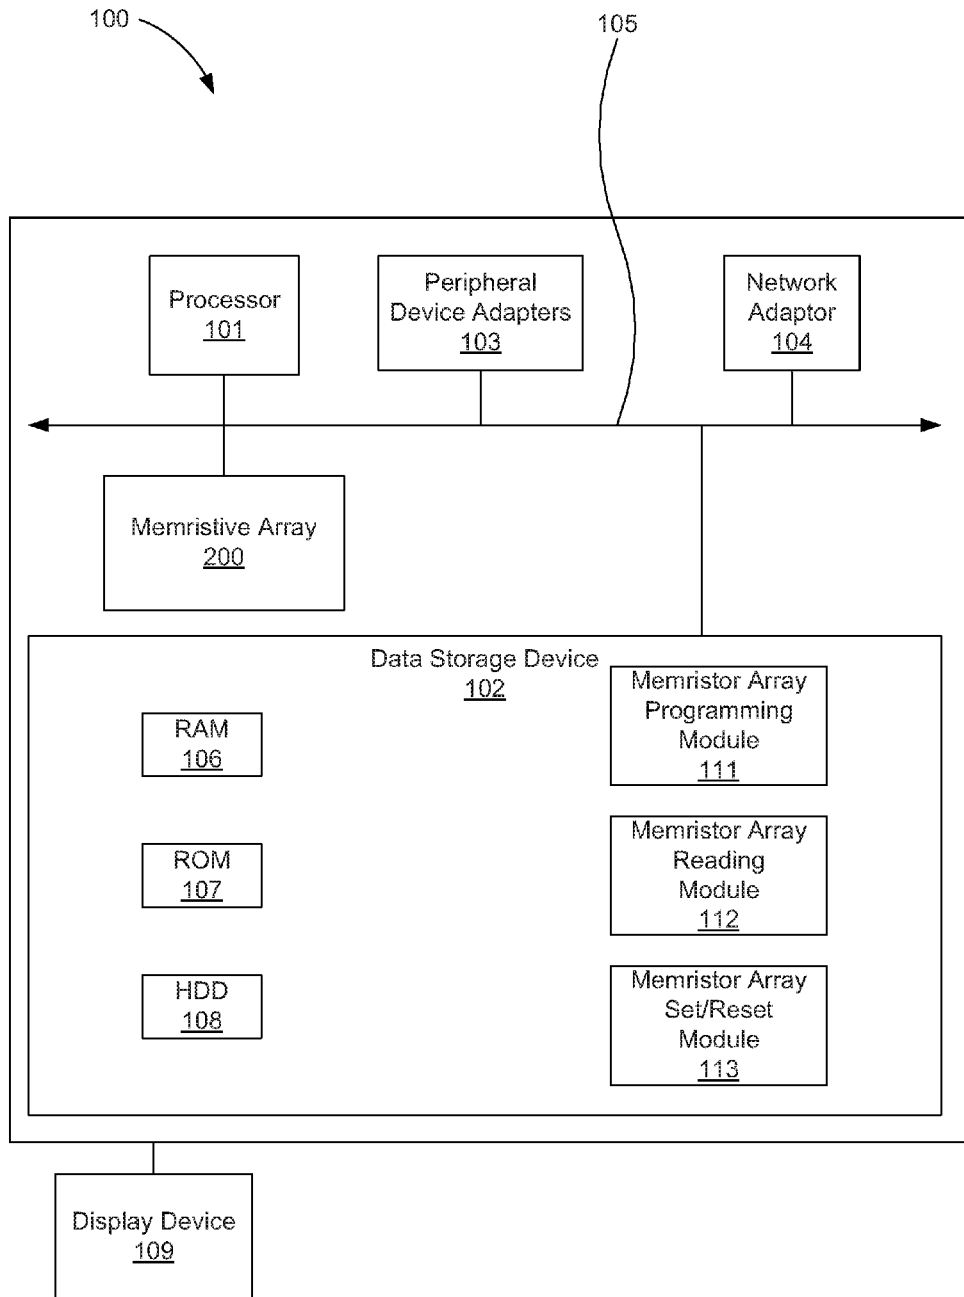 100
105
Processor
101
Peripheral
Device Adapters
103
Network
Adaptor
104
Memristive Array
200
Data Storage Device
102
RAM
106
ROM
107
HDD
108
Memristor Array
Programming
Module
111
Memristor Array
Reading
Module
112
Memristor Array
Set/Reset
Module
113
Display Device
109